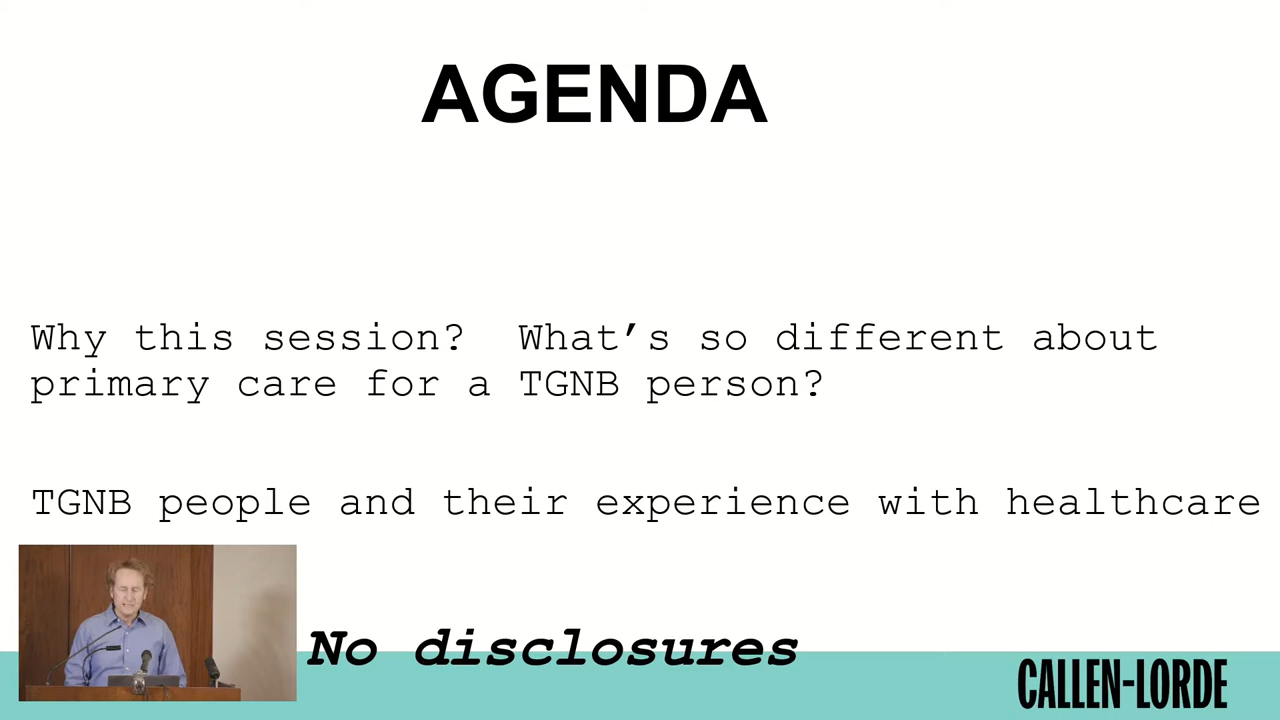 AGENDA
Why this session?  What’s so different about
primary care for a TGNB person?
TGNB people and their experience with healthcare
No disclosures
CALLEN-LORDE